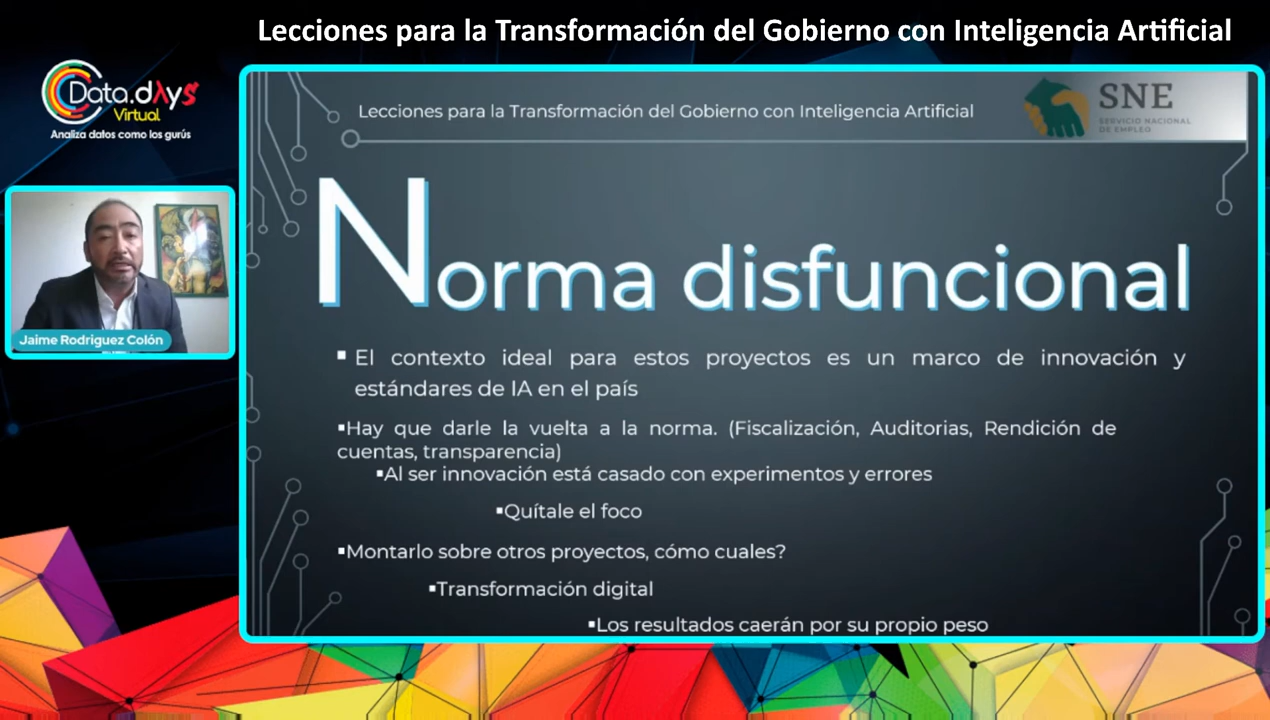 Lecciones para la Transformación del Gobierno con Inteligencia Artificial
Data.dλys
Virtual
Analiza datos como los gurús
Jaime Rodriguez Colón
Lecciones para la Transformación del Gobierno con Inteligencia Artificial
SNE
SERVICIO NACIONAL
DE EMPLEO
Norma disfuncional
▪El contexto ideal para estos proyectos es un marco de innovación y
estándares de IA en el país
▪Hay que darle la vuelta a la norma. (Fiscalización, Auditorias, Rendición de
cuentas, transparencia)
▪Al ser innovación está casado con experimentos y errores
▪Quítale el foco
▪Montarlo sobre otros proyectos, cómo cuales?
▪Transformación digital
▪Los resultados caerán por su propio peso